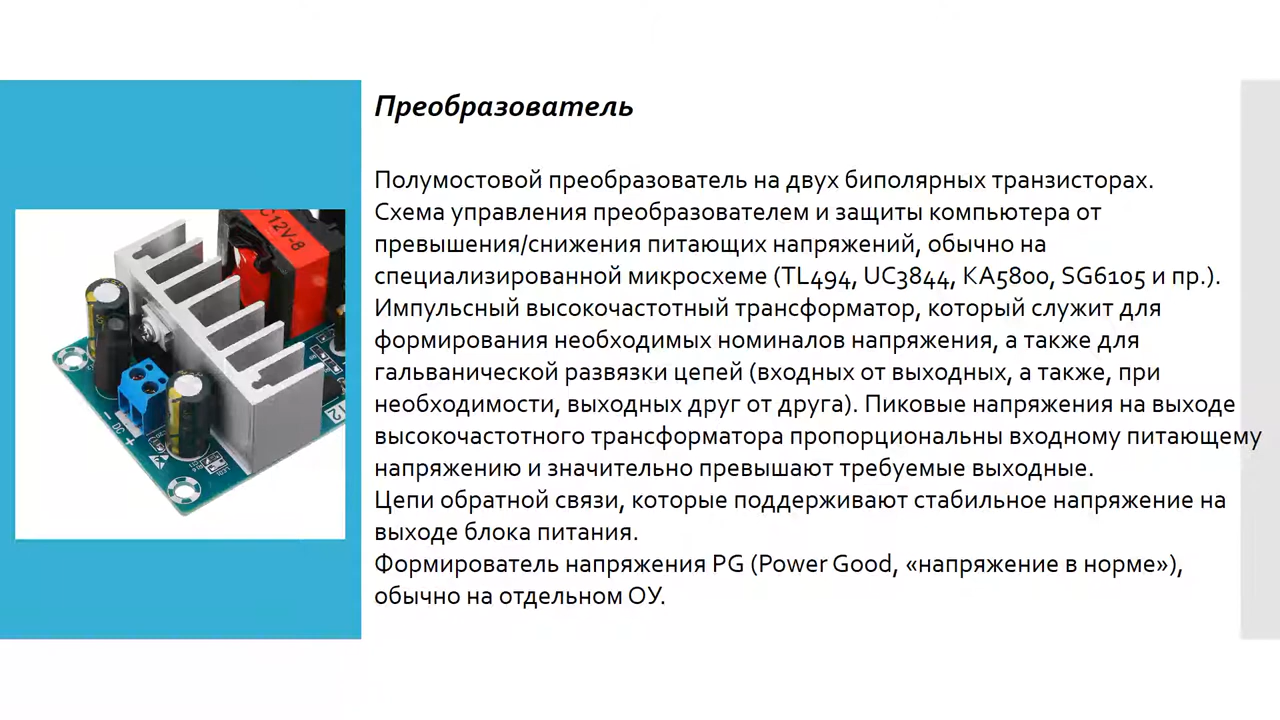 Преобразователь
Полумостовой преобразователь на двух биполярных транзисторах.
Схема управления преобразователем и защиты компьютера от
превышения/снижения питающих напряжений, обычно на
специализированной микросхеме (TL494, UC3844, KA5800, SG6105 и пр.).
Импульсный высокочастотный трансформатор, который служит для
формирования необходимых номиналов напряжения, а также для
гальванической развязки цепей (входных от выходных, а также, при
необходимости, выходных друг от друга). Пиковые напряжения на выходе
высокочастотного трансформатора пропорциональны входному питающему
напряжению и значительно превышают требуемые выходные.
Цепи обратной связи, которые поддерживают стабильное напряжение на
выходе блока питания.
Формирователь напряжения PG (Power Good, «напряжение в норме»),
обычно на отдельном ОУ.
C12V-8
- DC +